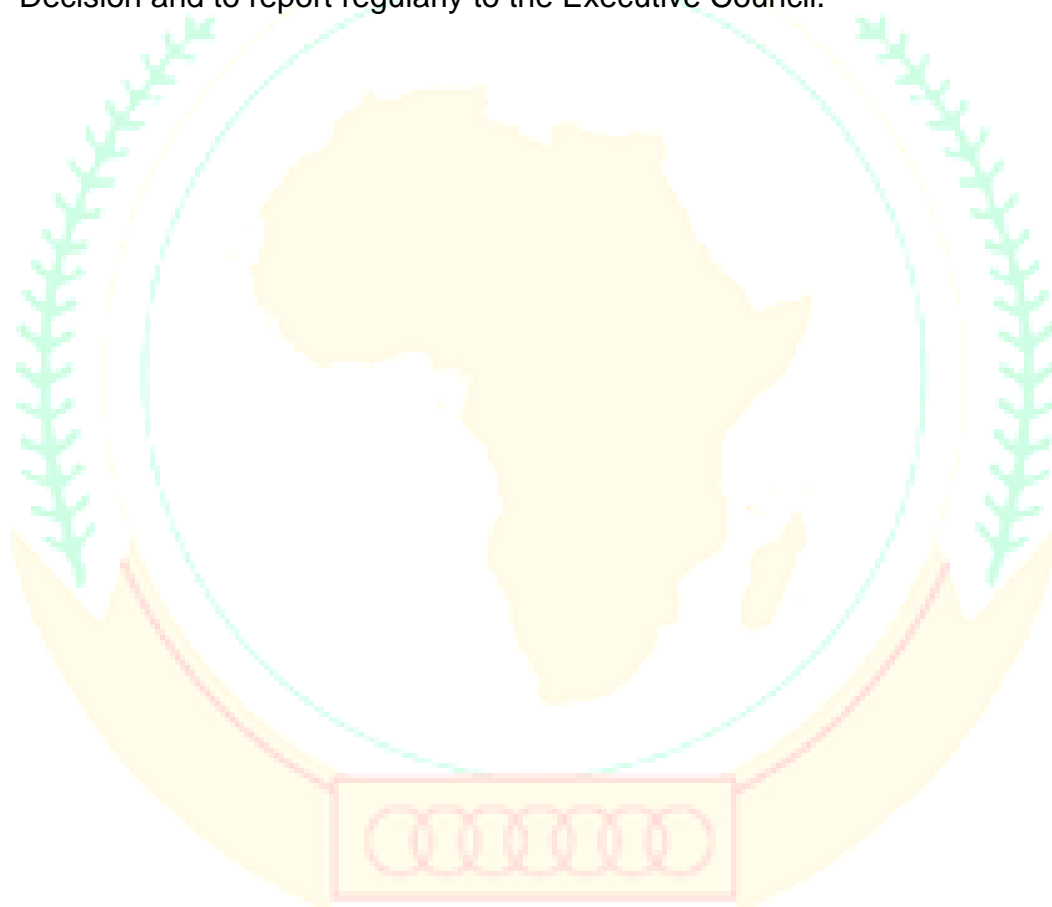 Decision and to report regularly to the Executive Council.